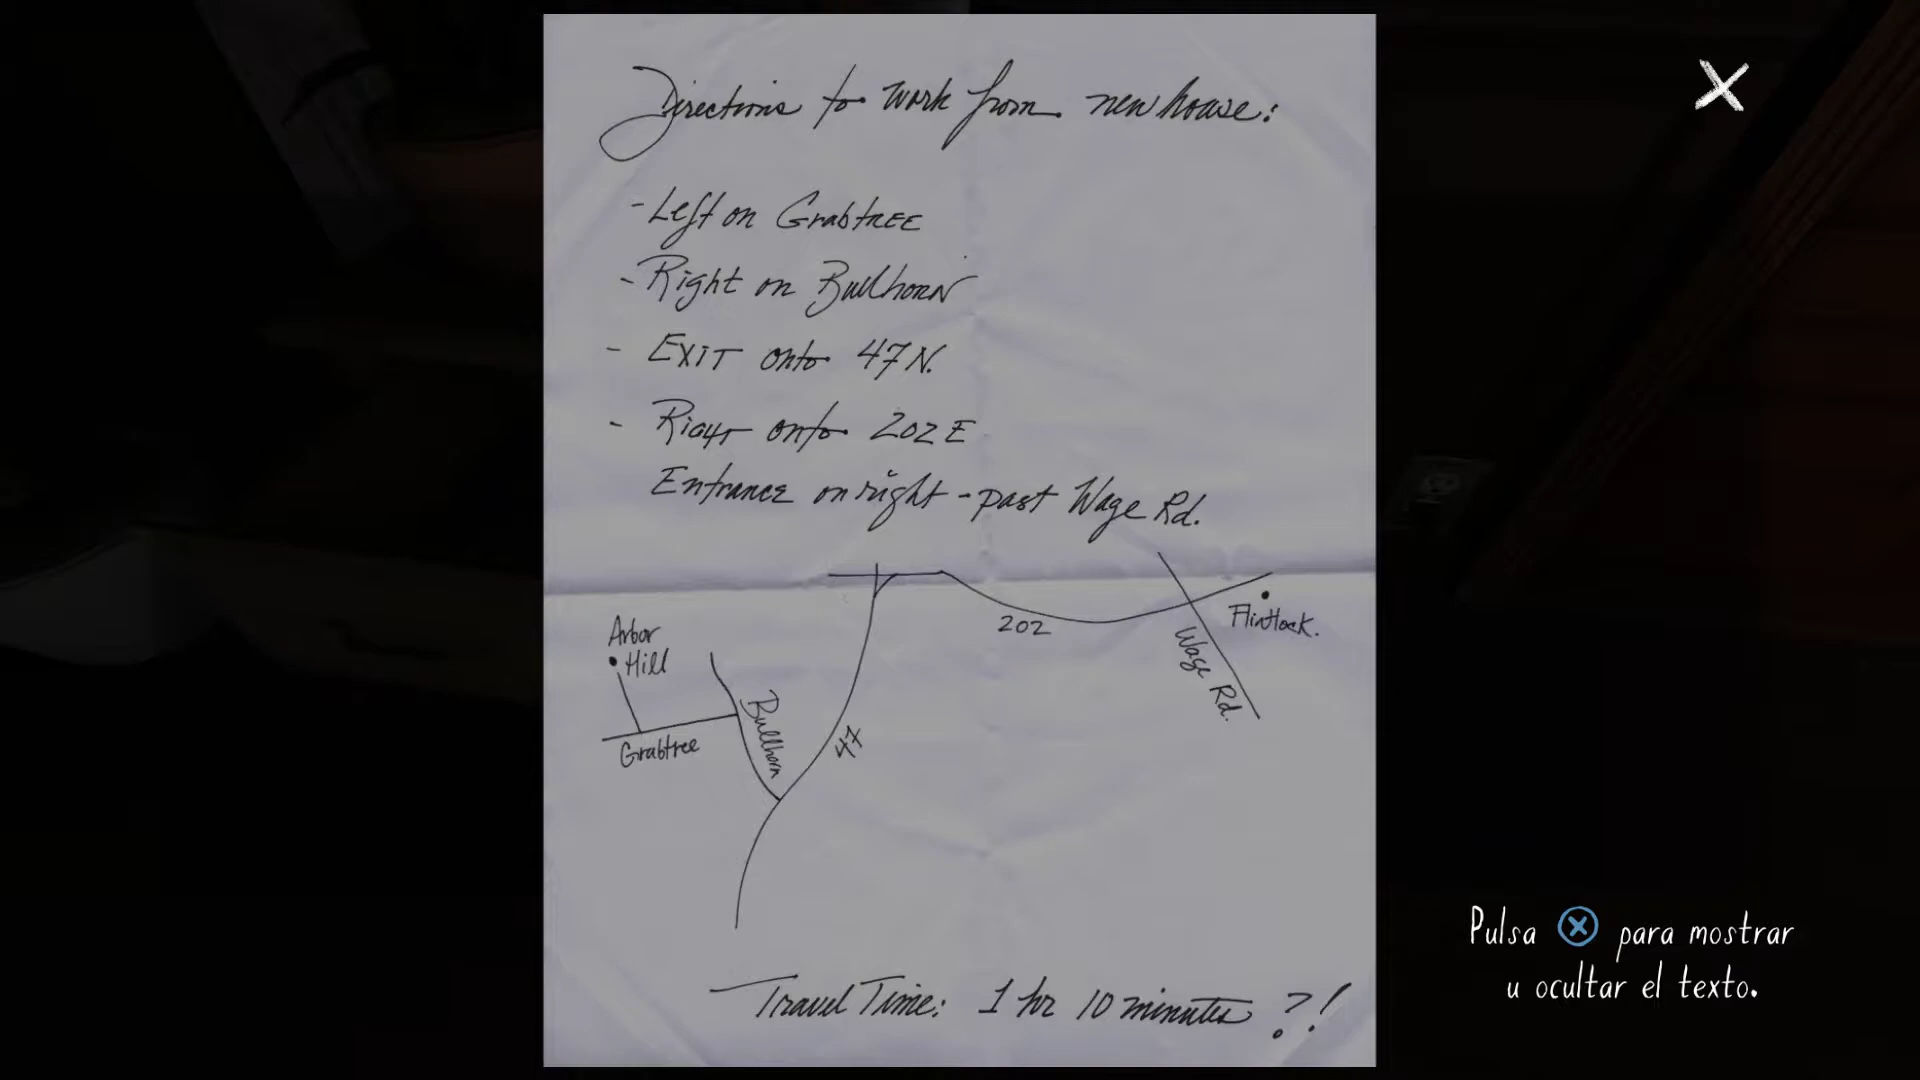 Directions to work from new house:
- Left on Grabtree
- Right on Bullhorn
- Exit onto 47 N.
- Right onto 202 E
Entrance on right - past Wage Rd.
Arbor
Hill
Grabtree
Bullhorn
47
202
Wage Rd.
Flintlock.
Travel Time: 1 hr 10 minutes ?!
Pulsa X para mostrar
u ocultar el texto.